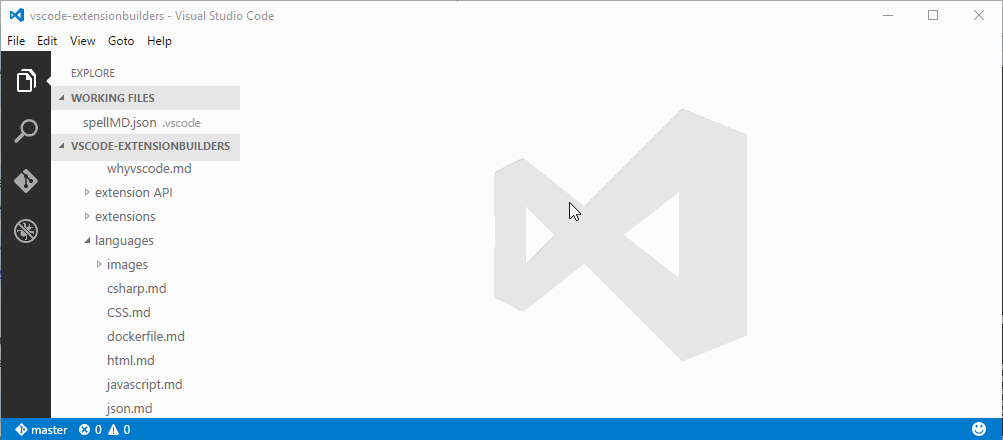 vscode-extensionbuilders - Visual Studio Code
File Edit View Goto Help
EXPLORE
WORKING FILES
spellMD.json .vscode
VSCODE-EXTENSIONBUILDERS
whyvscode.md
extension API
extensions
languages
images
csharp.md
CSS.md
dockerfile.md
html.md
javascript.md
json.md
master 0 0